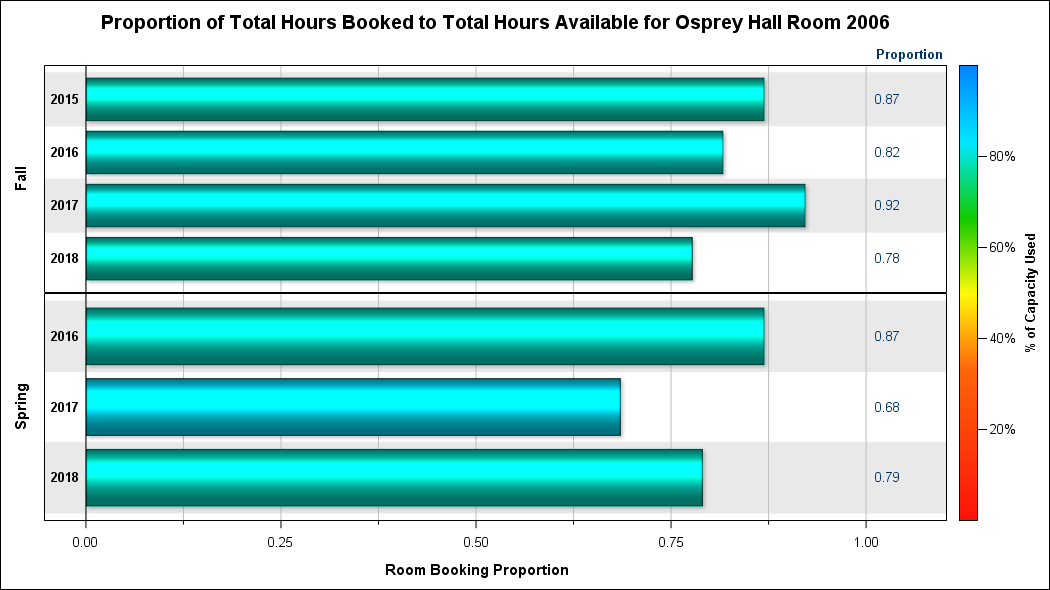 Proportion of Total Hours Booked to Total Hours Available for Osprey Hall Room 2006
Proportion
Fall
2015 0.87
2016 0.82
2017 0.92
2018 0.78
Spring
2016 0.87
2017 0.68
2018 0.79
0.00 0.25 0.50 0.75 1.00
Room Booking Proportion
80%
60%
40%
20%
% of Capacity Used